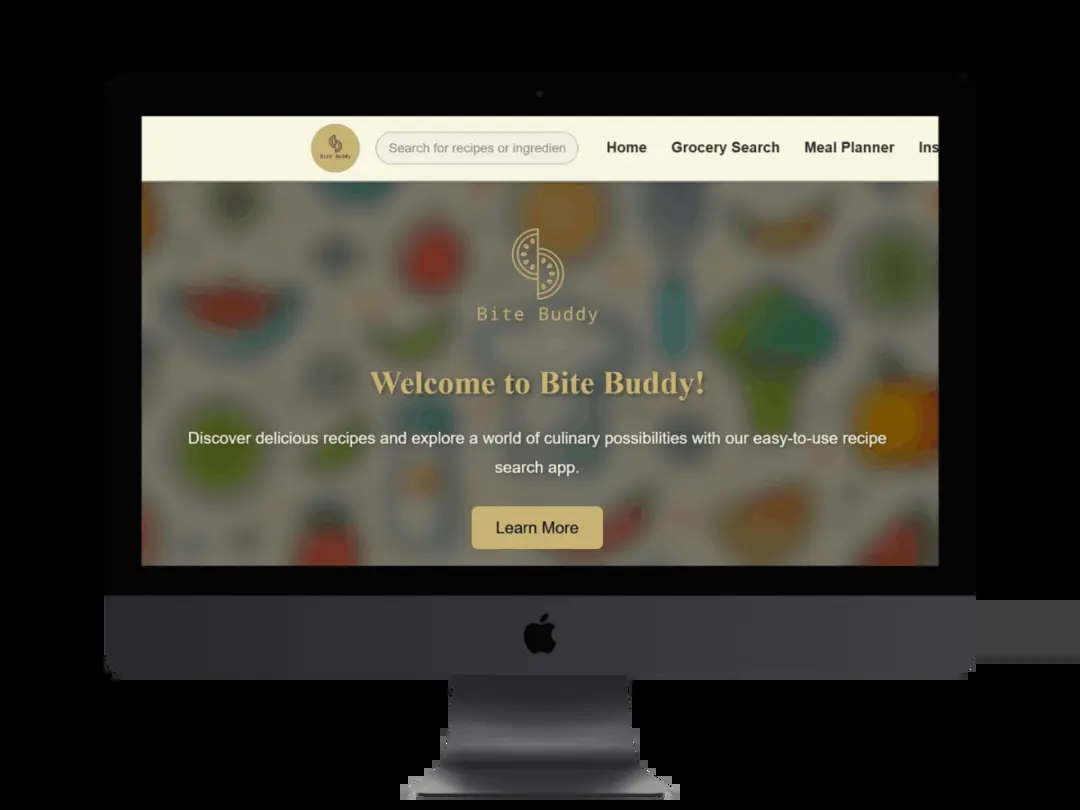 Bite Buddy
Search for recipes or ingredien
Home
Grocery Search
Meal Planner
Ins
Bite Buddy
Welcome to Bite Buddy!
Discover delicious recipes and explore a world of culinary possibilities with our easy-to-use recipe
search app.
Learn More